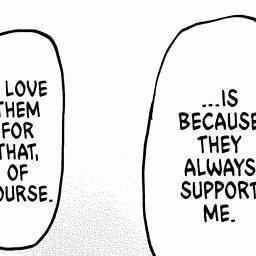 ...IS
BECAUSE
THEY
ALWAYS
SUPPORT
ME.
LOVE
THEM
FOR
THAT,
OF
OURSE.